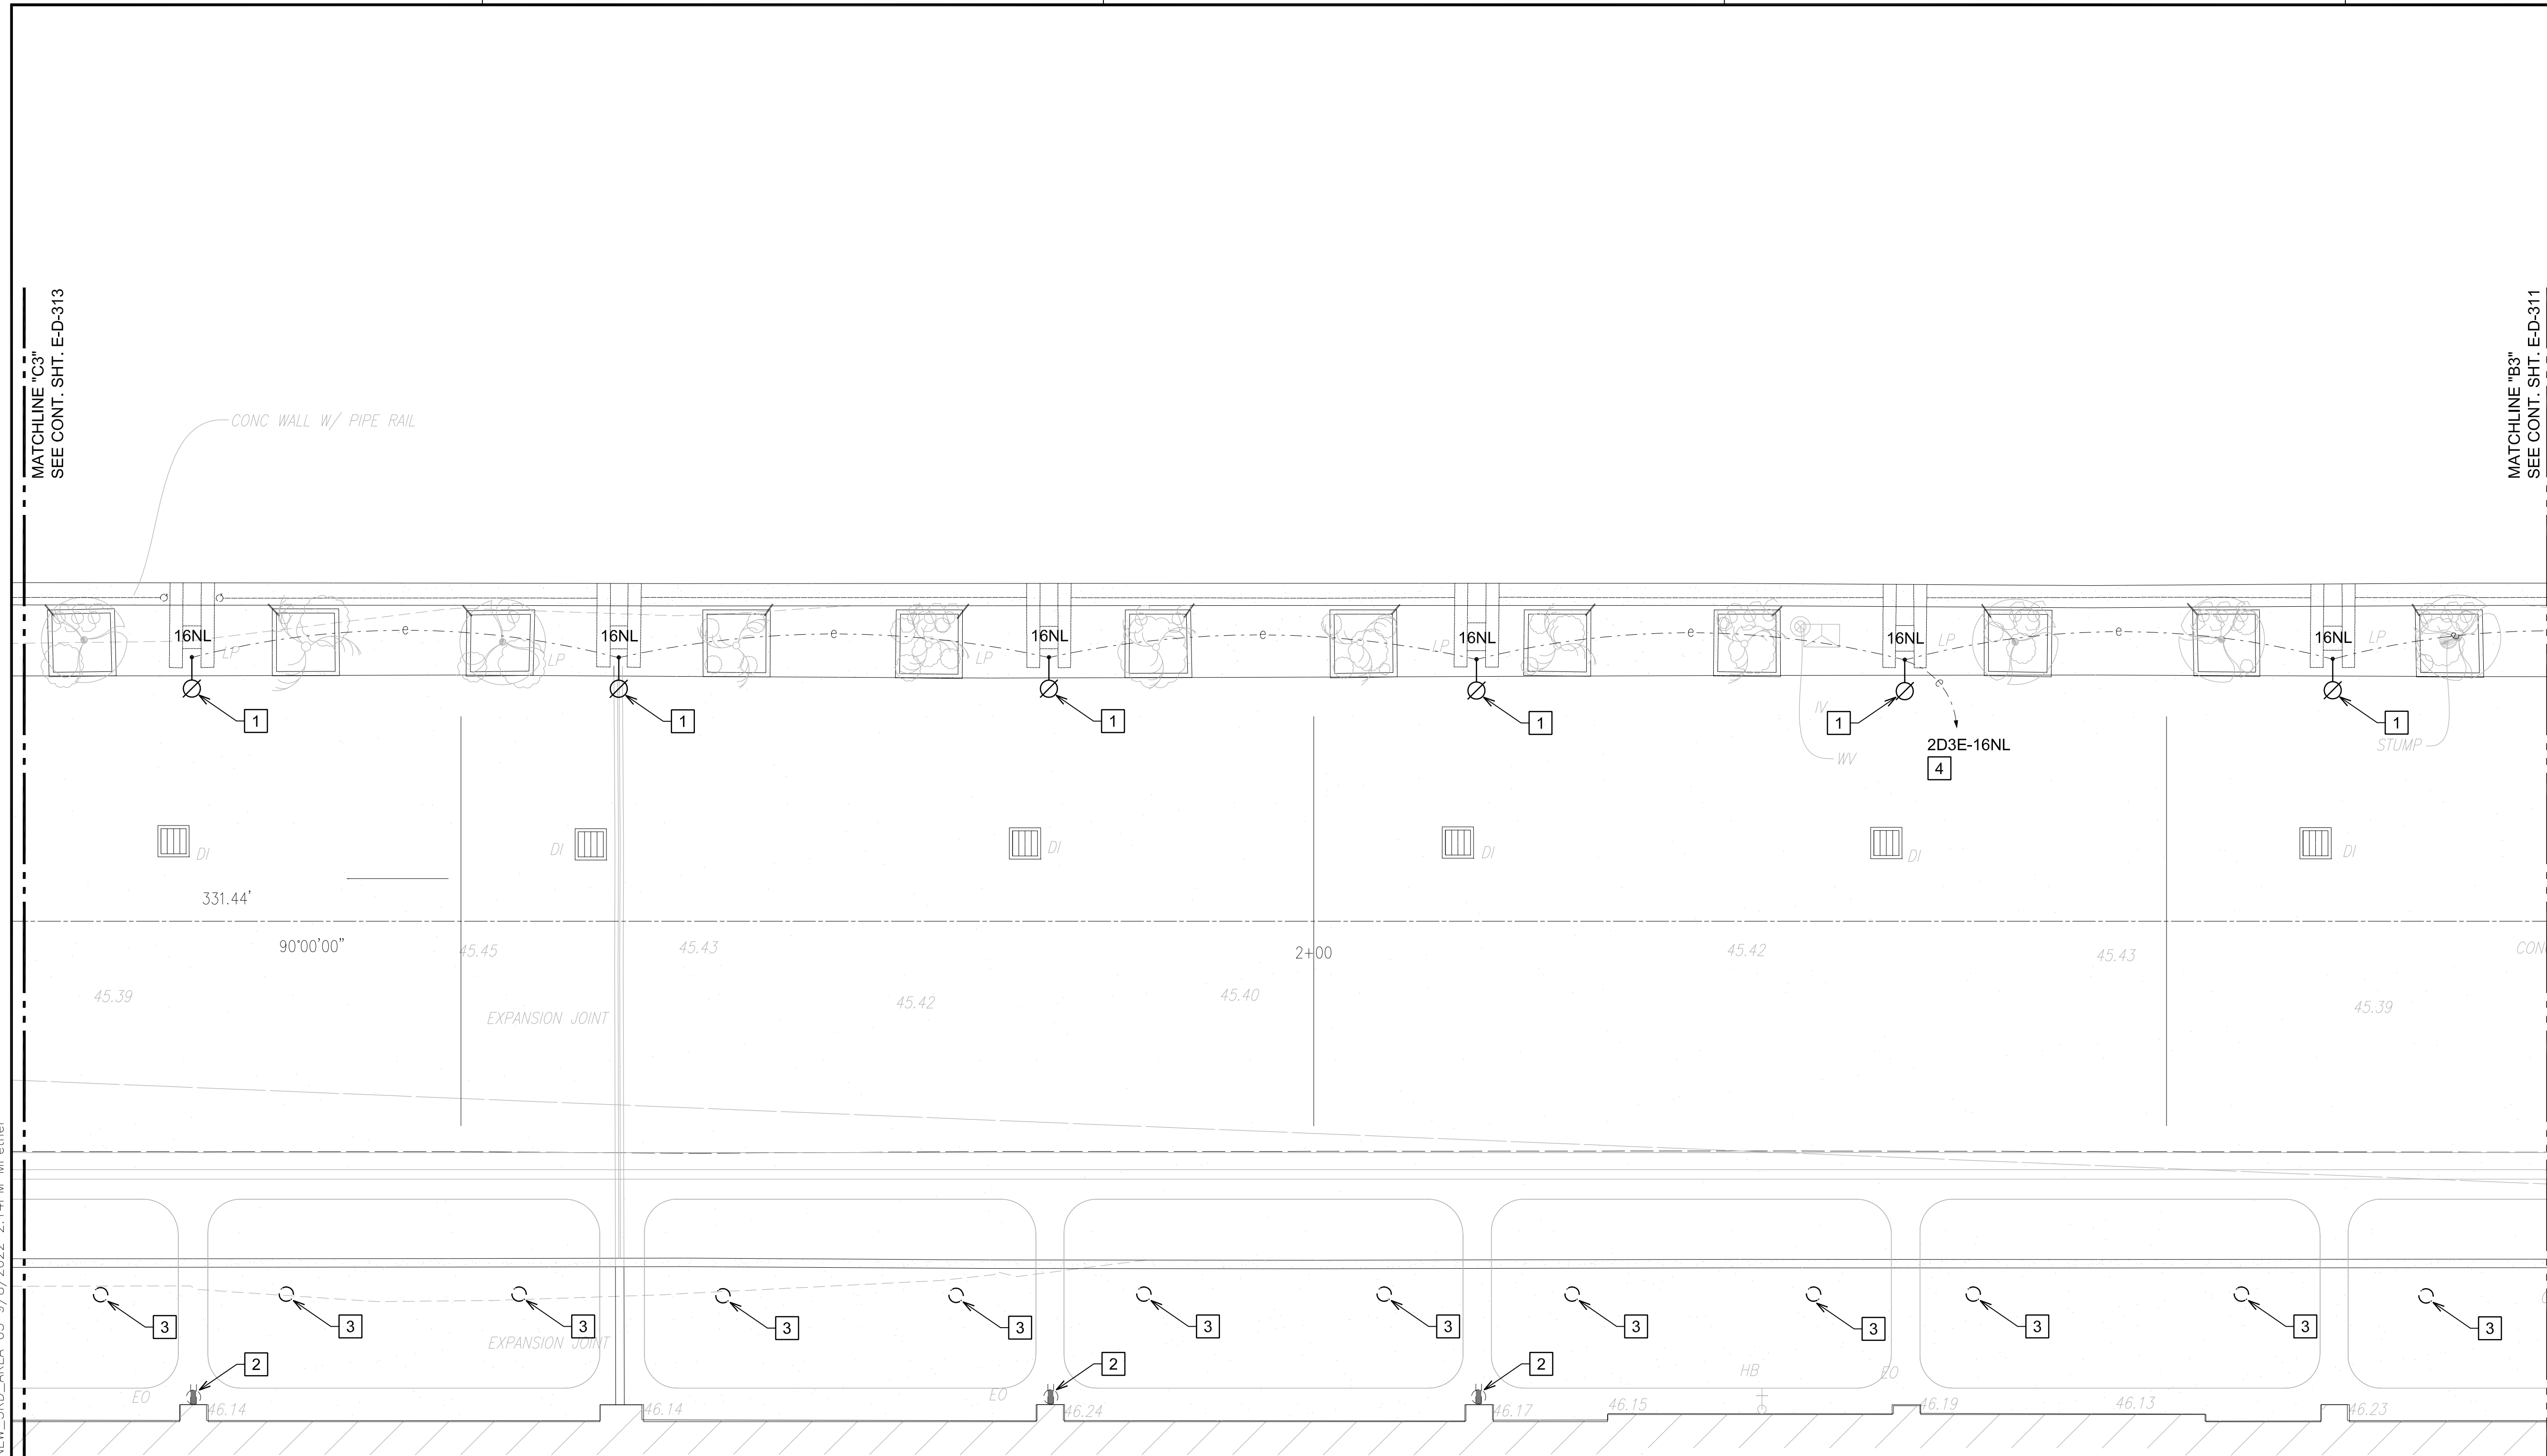 MATCHLINE "C3"
SEE CONT. SHT. E-D-313
MATCHLINE "B3"
SEE CONT. SHT. E-D-311
CONC WALL W/ PIPE RAIL
16NL
16NL
16NL
16NL
16NL
16NL
e
e
e
e
e
e
e
LP
LP
LP
LP
LP
LP
1
1
1
1
IV
1
1
WV
STUMP
2D3E-16NL
4
DI
DI
DI
DI
DI
DI
331.44'
90°00'00"
45.45
45.43
2+00
45.42
45.43
45.39
45.42
45.40
45.39
EXPANSION JOINT
3
3
3
3
3
3
3
3
3
3
3
3
EXPANSION JOINT
2
2
2
HB
EO
EO
EO
46.14
46.14
46.24
46.17
46.15
46.19
46.13
46.23